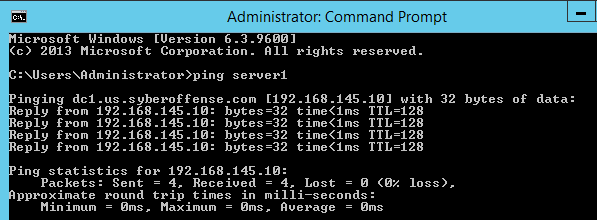 Administrator: Command Prompt
Microsoft Windows [Version 6.3.9600]
(c) 2013 Microsoft Corporation. All rights reserved.
C:\Users\Administrator>ping server1
Pinging dc1.us.syberoffense.com [192.168.145.10] with 32 bytes of data:
Reply from 192.168.145.10: bytes=32 time<1ms TTL=128
Reply from 192.168.145.10: bytes=32 time<1ms TTL=128
Reply from 192.168.145.10: bytes=32 time<1ms TTL=128
Reply from 192.168.145.10: bytes=32 time<1ms TTL=128
Ping statistics for 192.168.145.10:
    Packets: Sent = 4, Received = 4, Lost = 0 (0% loss),
Approximate round trip times in milli-seconds:
    Minimum = 0ms, Maximum = 0ms, Average = 0ms